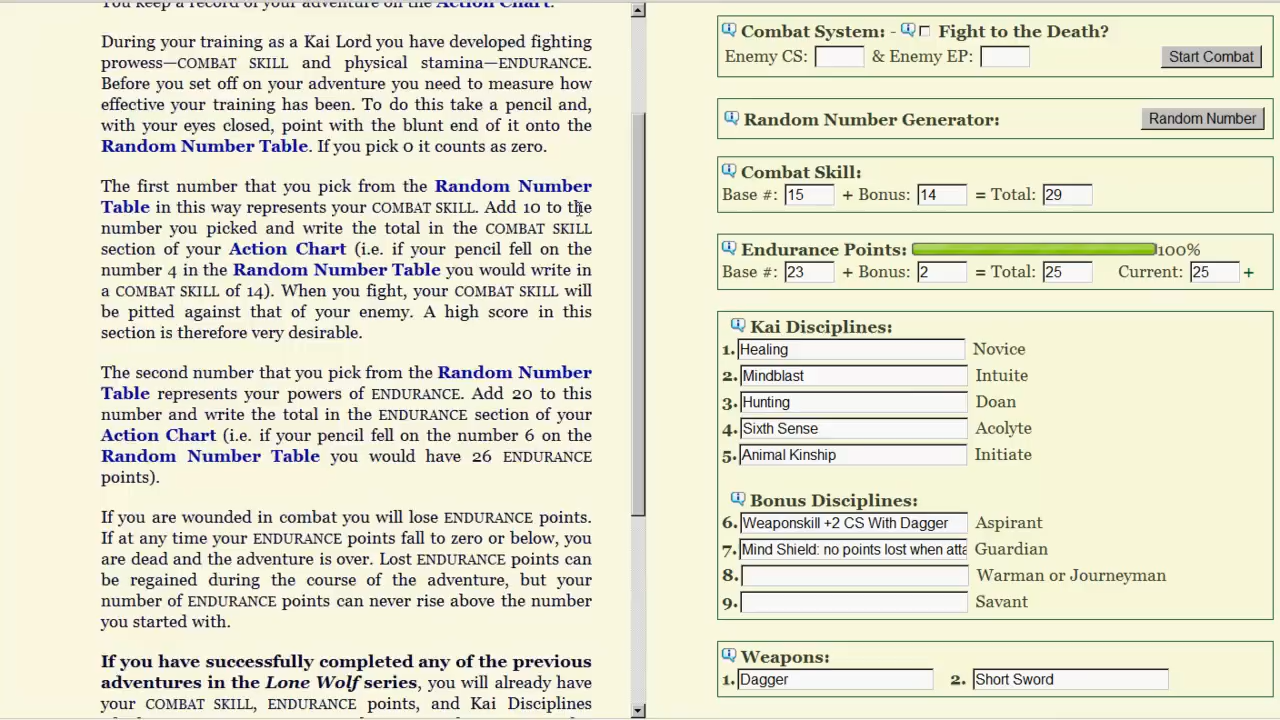 You keep a record of your adventure on the Action Chart.
During your training as a Kai Lord you have developed fighting
prowess—COMBAT SKILL and physical stamina—ENDURANCE.
Before you set off on your adventure you need to measure how
effective your training has been. To do this take a pencil and,
with your eyes closed, point with the blunt end of it onto the
Random Number Table. If you pick 0 it counts as zero.
The first number that you pick from the Random Number
Table in this way represents your COMBAT SKILL. Add 10 to the
number you picked and write the total in the COMBAT SKILL
section of your Action Chart (i.e. if your pencil fell on the
number 4 in the Random Number Table you would write in
a COMBAT SKILL of 14). When you fight, your COMBAT SKILL will
be pitted against that of your enemy. A high score in this
section is therefore very desirable.
The second number that you pick from the Random Number
Table represents your powers of ENDURANCE. Add 20 to this
number and write the total in the ENDURANCE section of your
Action Chart (i.e. if your pencil fell on the number 6 on the
Random Number Table you would have 26 ENDURANCE
points).
If you are wounded in combat you will lose ENDURANCE points.
If at any time your ENDURANCE points fall to zero or below, you
are dead and the adventure is over. Lost ENDURANCE points can
be regained during the course of the adventure, but your
number of ENDURANCE points can never rise above the number
you started with.
If you have successfully completed any of the previous
adventures in the Lone Wolf series, you will already have
your COMBAT SKILL, ENDURANCE points, and Kai Disciplines
Combat System: - Fight to the Death?
Enemy CS: & Enemy EP: Start Combat
Random Number Generator: Random Number
Combat Skill:
Base #: 15 + Bonus: 14 = Total: 29
Endurance Points: 100%
Base #: 23 + Bonus: 2 = Total: 25 Current: 25 +
Kai Disciplines:
1. Healing Novice
2. Mindblast Intuite
3. Hunting Doan
4. Sixth Sense Acolyte
5. Animal Kinship Initiate
Bonus Disciplines:
6. Weaponskill +2 CS With Dagger Aspirant
7. Mind Shield: no points lost when atta Guardian
8. Warman or Journeyman
9. Savant
Weapons:
1. Dagger 2. Short Sword